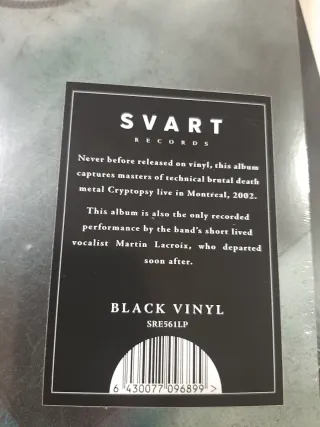 SVART
RECORDS
Never before released on vinyl, this album
captures masters of technical brutal death
metal Cryptopsy live in Montreal, 2002.
This album is also the only recorded
performance by the band's short lived
vocalist Martin Lacroix, who departed
soon after.
BLACK VINYL
SRE561LP
6 430077 096899 >